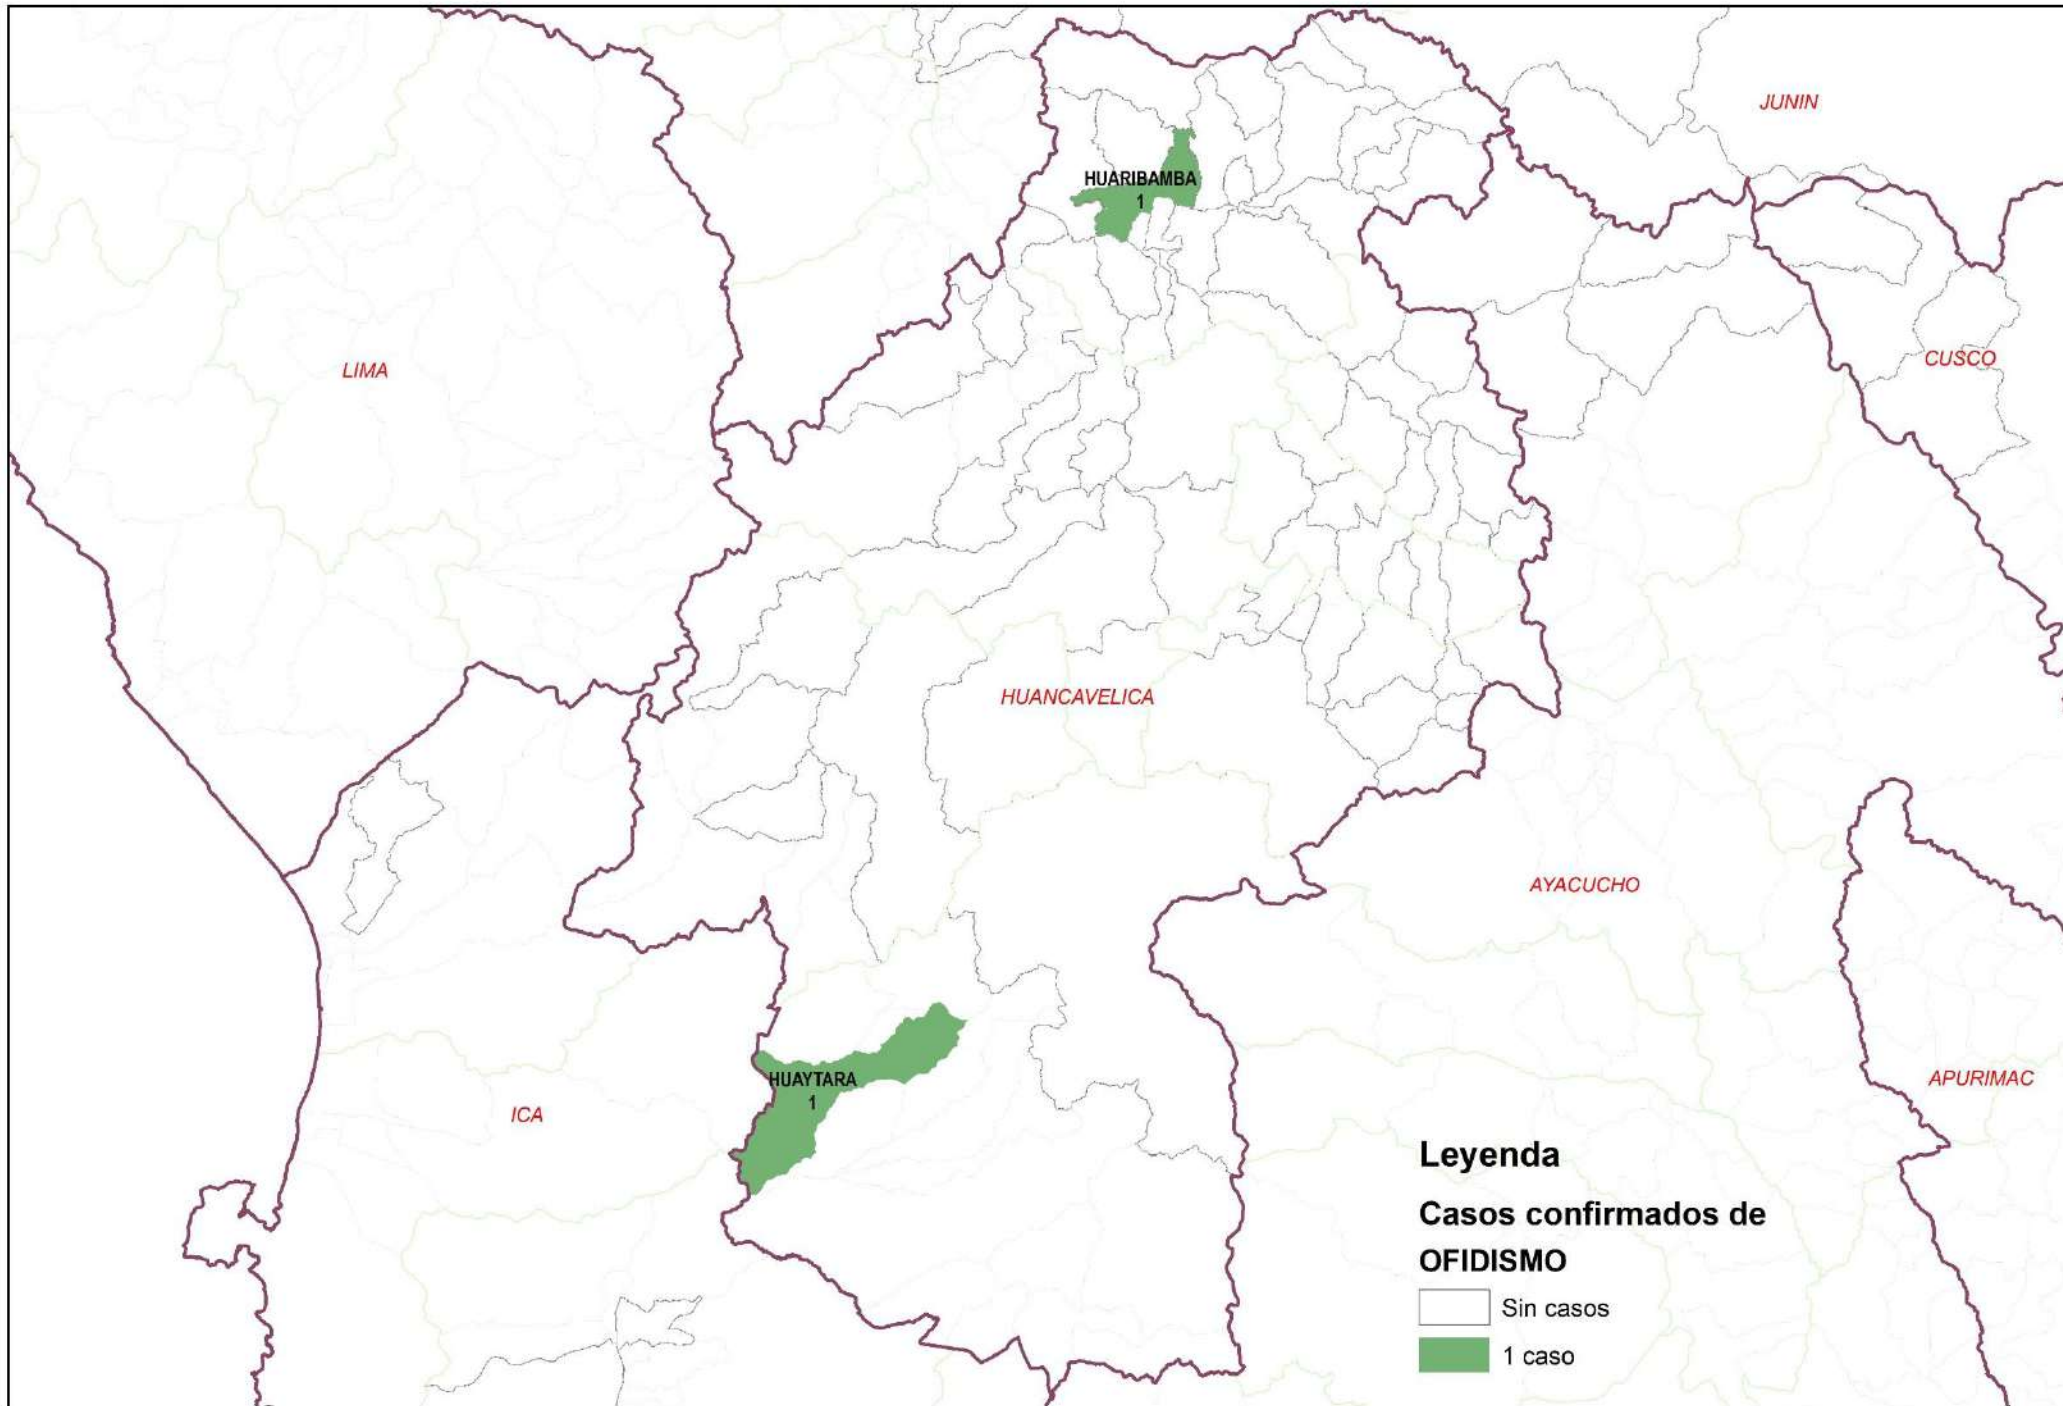 JUNIN
HUARIBAMBA
1
LIMA
CUSCO
HUANCAVELICA
AYACUCHO
HUAYTARA
1
ICA
APURIMAC
Leyenda
Casos confirmados de
OFIDISMO
Sin casos
1 caso